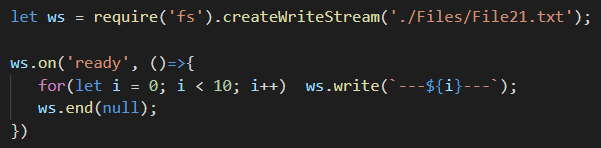 let ws = require('fs').createWriteStream('./Files/File21.txt');
ws.on('ready', ()=>{
for(let i = 0; i < 10; i++)  ws.write(`---${i}---`);
ws.end(null);
})